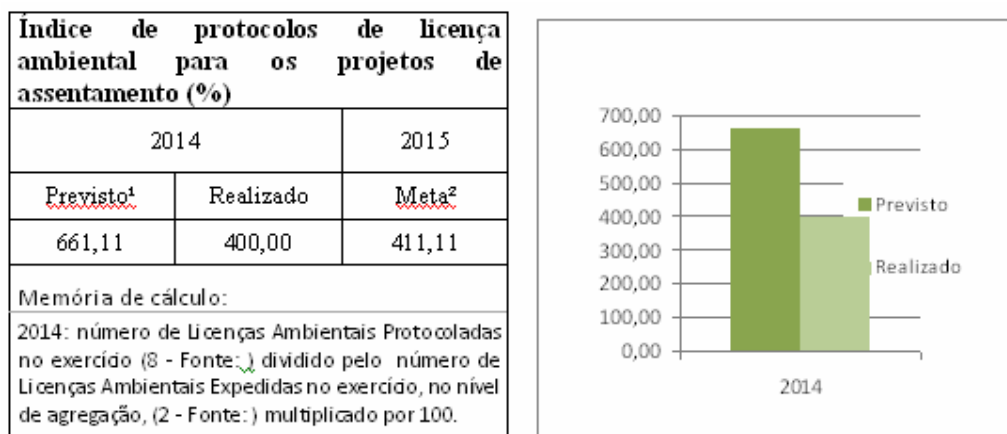 Índice de protocolos de licença
ambiental para os projetos de
assentamento (%)
2014 2015
Previsto¹ Realizado Meta²
661,11 400,00 411,11
Memória de cálculo:
2014: número de Licenças Ambientais Protocoladas
no exercício (8 - Fonte: ) dividido pelo número de
Licenças Ambientais Expedidas no exercício, no nível
de agregação, (2 - Fonte: ) multiplicado por 100.
700,00
600,00
500,00
400,00
300,00
200,00
100,00
0,00
2014
Previsto
Realizado